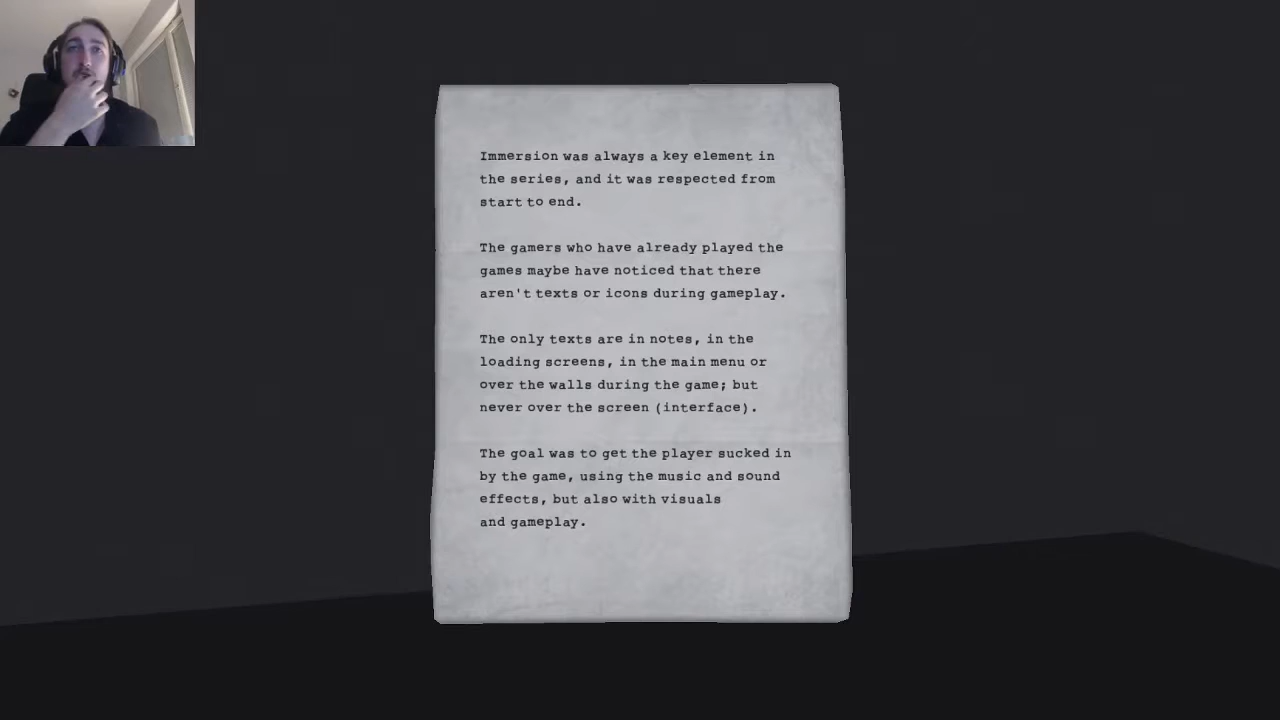 Immersion was always a key element in
the series, and it was respected from
start to end.
The gamers who have already played the
games maybe have noticed that there
aren't texts or icons during gameplay.
The only texts are in notes, in the
loading screens, in the main menu or
over the walls during the game; but
never over the screen (interface).
The goal was to get the player sucked in
by the game, using the music and sound
effects, but also with visuals
and gameplay.